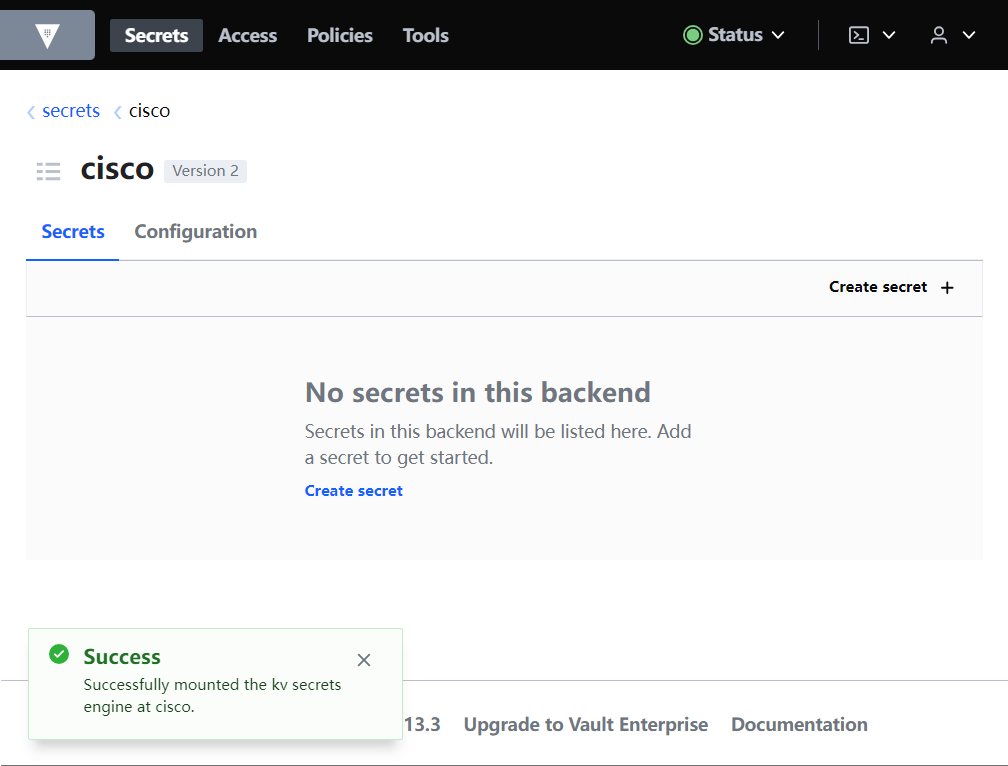 Secrets Access Policies Tools Status
secrets cisco
cisco Version 2
Secrets Configuration
Create secret
No secrets in this backend
Secrets in this backend will be listed here. Add
a secret to get started.
Create secret
Success
Successfully mounted the kv secrets
engine at cisco.
13.3 Upgrade to Vault Enterprise Documentation